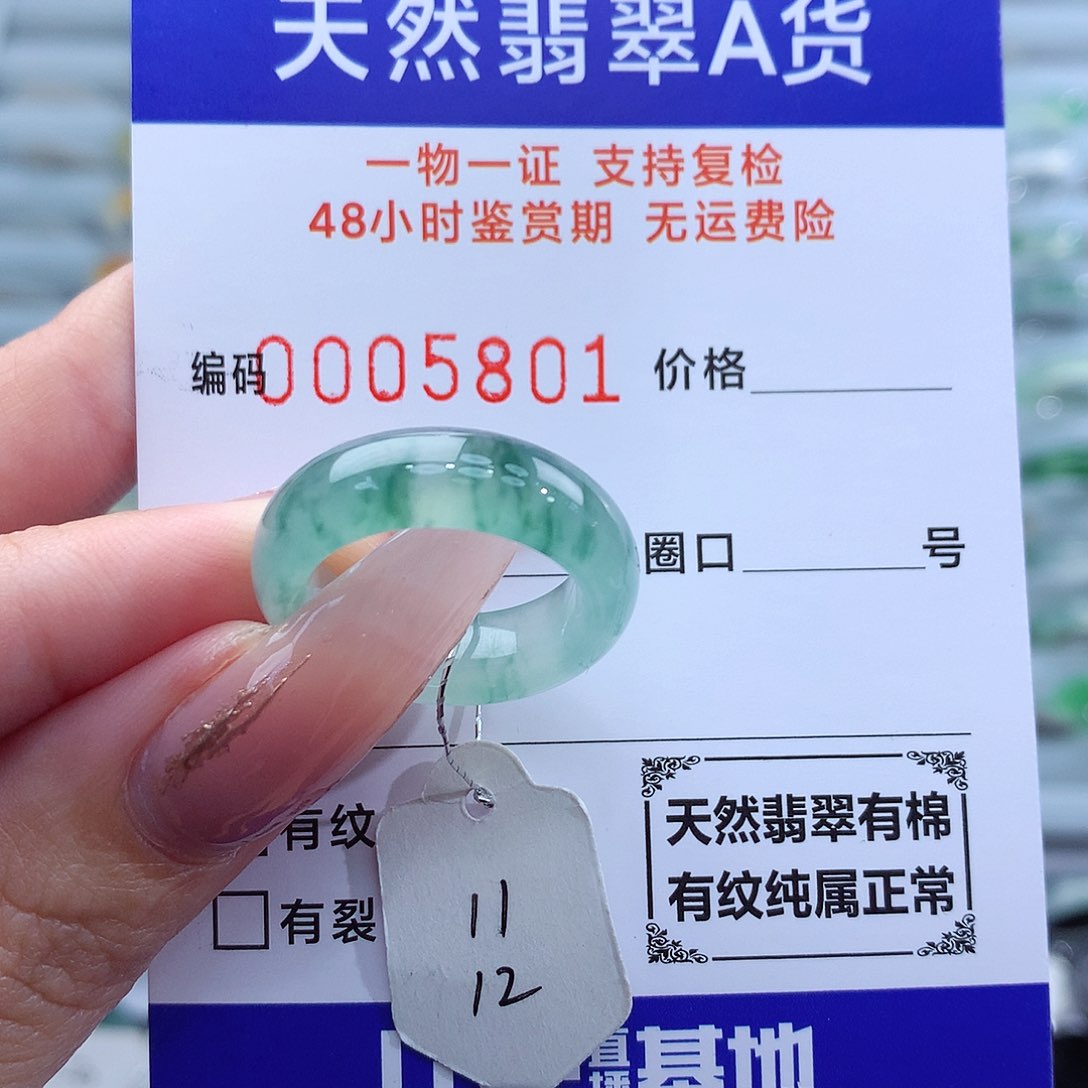 天然翡翠A货
一物一证 支持复检
48小时鉴赏期 无运费险
编码0005801 价格
圈口 号
有纹
有裂
天然翡翠有棉
有纹纯属正常
11
12
直播基地